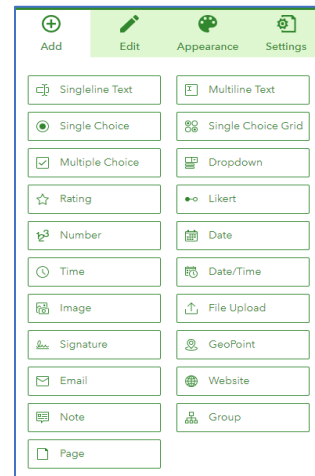 Add Edit Appearance Settings
Singleline Text Multiline Text
Single Choice Single Choice Grid
Multiple Choice Dropdown
Rating Likert
Number Date
Time Date/Time
Image File Upload
Signature GeoPoint
Email Website
Note Group
Page